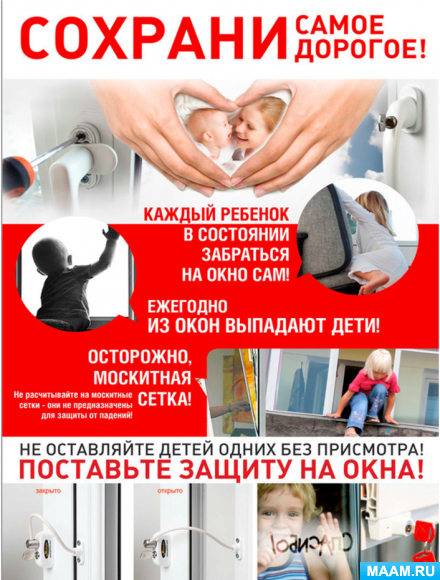 СОХРАНИ САМОЕ
ДОРОГОЕ!
КАЖДЫЙ РЕБЕНОК
В СОСТОЯНИИ
ЗАБРАТЬСЯ
НА ОКНО САМ!
ЕЖЕГОДНО
ИЗ ОКОН ВЫПАДАЮТ ДЕТИ!
ОСТОРОЖНО,
МОСКИТНАЯ
СЕТКА!
Не расчитывайте на москитные
сетки - они не предназначены
для защиты от падений!
НЕ ОСТАВЛЯЙТЕ ДЕТЕЙ ОДНИХ БЕЗ ПРИСМОТРА!
ПОСТАВЬТЕ ЗАЩИТУ НА ОКНА!
закрыто
открыто
СПАСИБО!
MAAM.RU